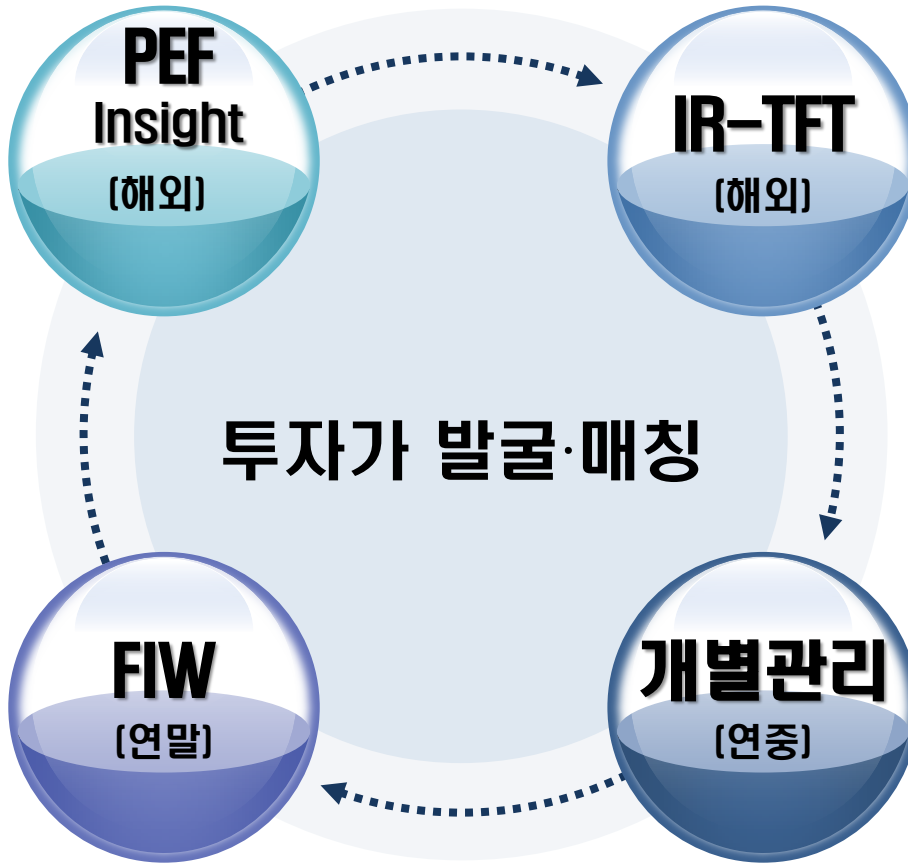 PEF
Insight
(해외)
IR-TFT
(해외)
투자가 발굴·매칭
FIW
(연말)
개별관리
(연중)